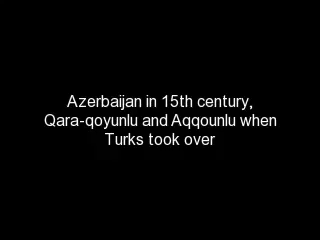 Azerbaijan in 15th century,
Qara-qoyunlu and Aqqounlu when
Turks took over